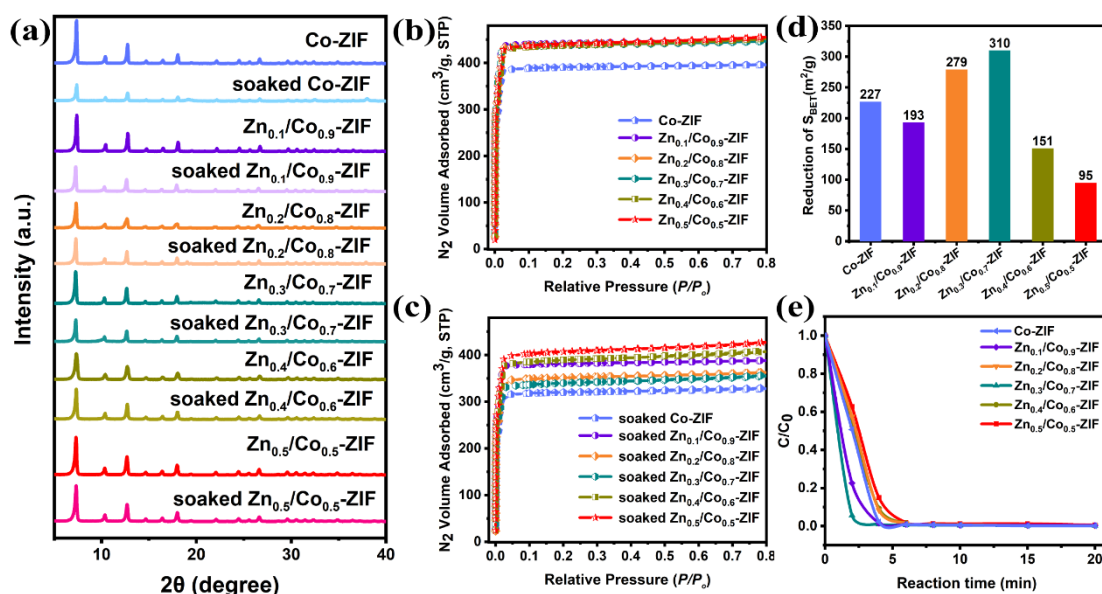 (a)
Co-ZIF
soaked Co-ZIF
Zn0.1/Co0.9-ZIF
soaked Zn0.1/Co0.9-ZIF
Zn0.2/Co0.8-ZIF
soaked Zn0.2/Co0.8-ZIF
Zn0.3/Co0.7-ZIF
soaked Zn0.3/Co0.7-ZIF
Zn0.4/Co0.6-ZIF
soaked Zn0.4/Co0.6-ZIF
Zn0.5/Co0.5-ZIF
soaked Zn0.5/Co0.5-ZIF
Intensity (a.u.)
10 20 30 40
2θ (degree)
(b)
N2 Volume Adsorbed (cm3/g, STP)
400
300
200
100
0
Co-ZIF
Zn0.1/Co0.9-ZIF
Zn0.2/Co0.8-ZIF
Zn0.3/Co0.7-ZIF
Zn0.4/Co0.6-ZIF
Zn0.5/Co0.5-ZIF
0.0 0.1 0.2 0.3 0.4 0.5 0.6 0.7 0.8
Relative Pressure (P/Po)
(c)
N2 Volume Adsorbed (cm3/g, STP)
400
300
200
100
0
soaked Co-ZIF
soaked Zn0.1/Co0.9-ZIF
soaked Zn0.2/Co0.8-ZIF
soaked Zn0.3/Co0.7-ZIF
soaked Zn0.4/Co0.6-ZIF
soaked Zn0.5/Co0.5-ZIF
0.0 0.1 0.2 0.3 0.4 0.5 0.6 0.7 0.8
Relative Pressure (P/Po)
(d)
Reduction of SBET(m2/g)
350
300
250
200
150
100
50
0
227
193
279
310
151
95
Co-ZIF
Zn0.1/Co0.9-ZIF
Zn0.2/Co0.8-ZIF
Zn0.3/Co0.7-ZIF
Zn0.4/Co0.6-ZIF
Zn0.5/Co0.5-ZIF
(e)
C/C0
1.0
0.8
0.6
0.4
0.2
0.0
Co-ZIF
Zn0.1/Co0.9-ZIF
Zn0.2/Co0.8-ZIF
Zn0.3/Co0.7-ZIF
Zn0.4/Co0.6-ZIF
Zn0.5/Co0.5-ZIF
0 5 10 15 20
Reaction time (min)